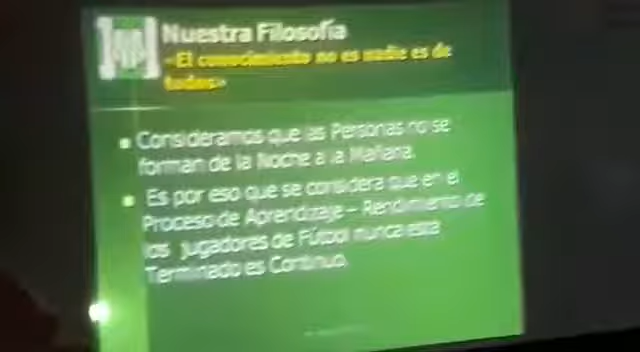 Nuestra Filosofía
«El conocimiento no es nadie es de
todos»
Consideramos que las Personas no se
forman de la Noche a la Mañana.
Es por eso que se considera que en el
Proceso de Aprendizaje – Rendimiento de
los jugadores de Fútbol nunca esta
Terminado es Continuo.